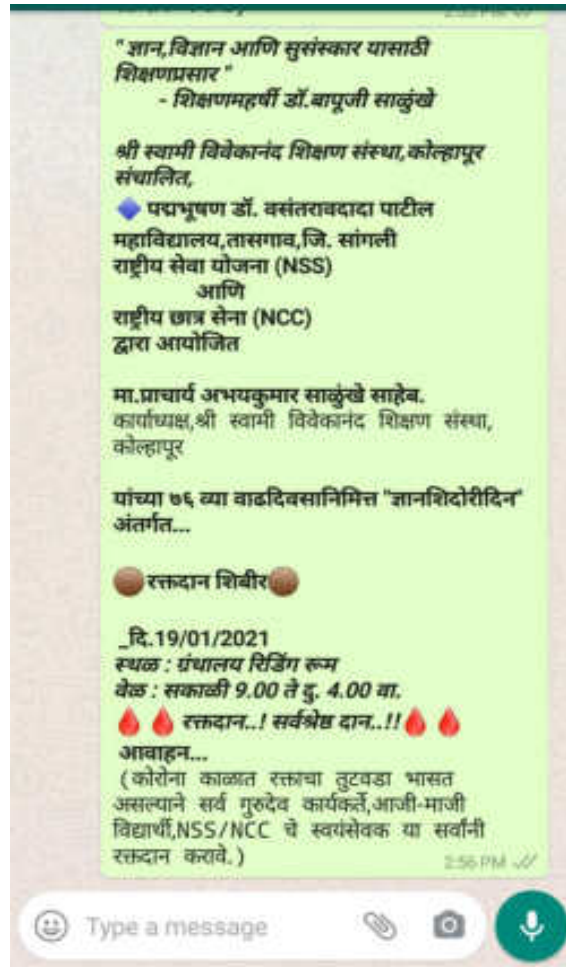 " ज्ञान,विज्ञान आणि सुसंस्कार यासाठी
शिक्षणप्रसार "
- शिक्षणमहर्षी डॉ.बापूजी साळुंखे
श्री स्वामी विवेकानंद शिक्षण संस्था,कोल्हापूर
संचालित,
पद्मभूषण डॉ. वसंतरावदादा पाटील
महाविद्यालय,तासगाव,जि. सांगली
राष्ट्रीय सेवा योजना (NSS)
आणि
राष्ट्रीय छात्र सेना (NCC)
द्वारा आयोजित
मा.प्राचार्य अभयकुमार साळुंखे साहेब.
कार्याध्यक्ष,श्री स्वामी विवेकानंद शिक्षण संस्था,
कोल्हापूर
यांच्या ७६ व्या वाढदिवसानिमित्त "ज्ञानशिदोरीदिन"
अंतर्गत...
रक्तदान शिबीर
_दि.19/01/2021
स्थळ : ग्रंथालय रिडिंग रूम
वेळ : सकाळी 9.00 ते दु. 4.00 वा.
रक्तदान..! सर्वश्रेष्ठ दान..!!
आवाहन...
(कोरोना काळात रक्ताचा तुटवडा भासत
असल्याने सर्व गुरुदेव कार्यकर्ते,आजी-माजी
विद्यार्थी,NSS/NCC चे स्वयंसेवक या सर्वांनी
रक्तदान करावे.)
2:56 PM
Type a message